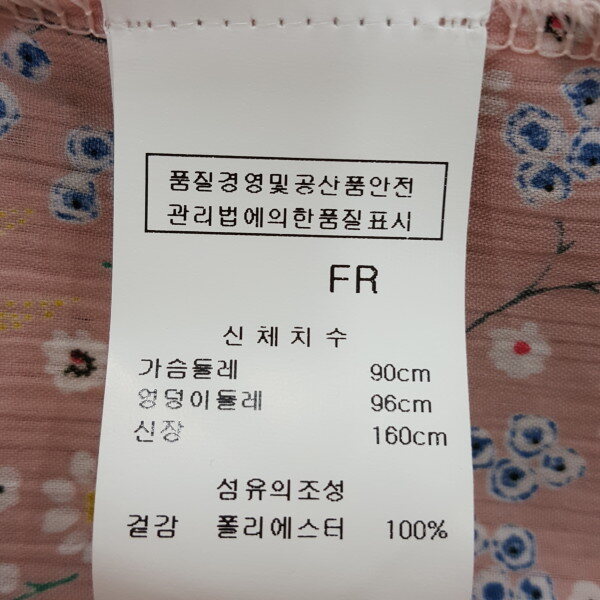 품질경영및공산품안전
관리법에의한품질표시
FR
신체치수
가슴둘레 90cm
엉덩이둘레 96cm
신장 160cm
섬유의조성
겉감 폴리에스터 100%